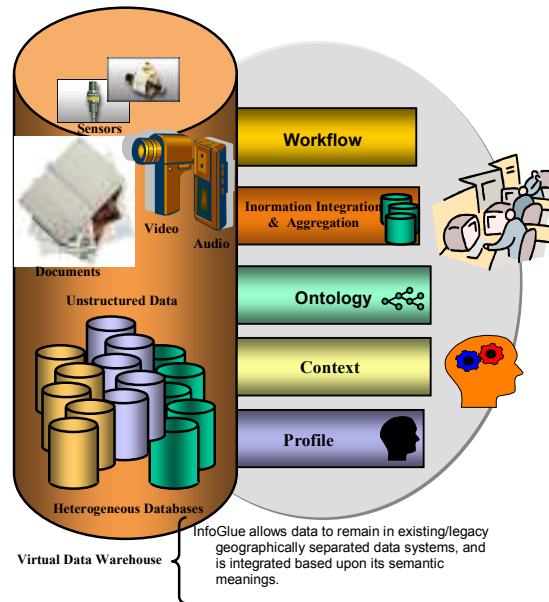 Sensors
Workflow
Video
Audio
Inormation Integration
& Aggregation
Documents
Unstructured Data
Ontology
Context
Profile
Heterogeneous Databases
Virtual Data Warehouse
InfoGlue allows data to remain in existing/legacy
geographically separated data systems, and
is integrated based upon its semantic
meanings.